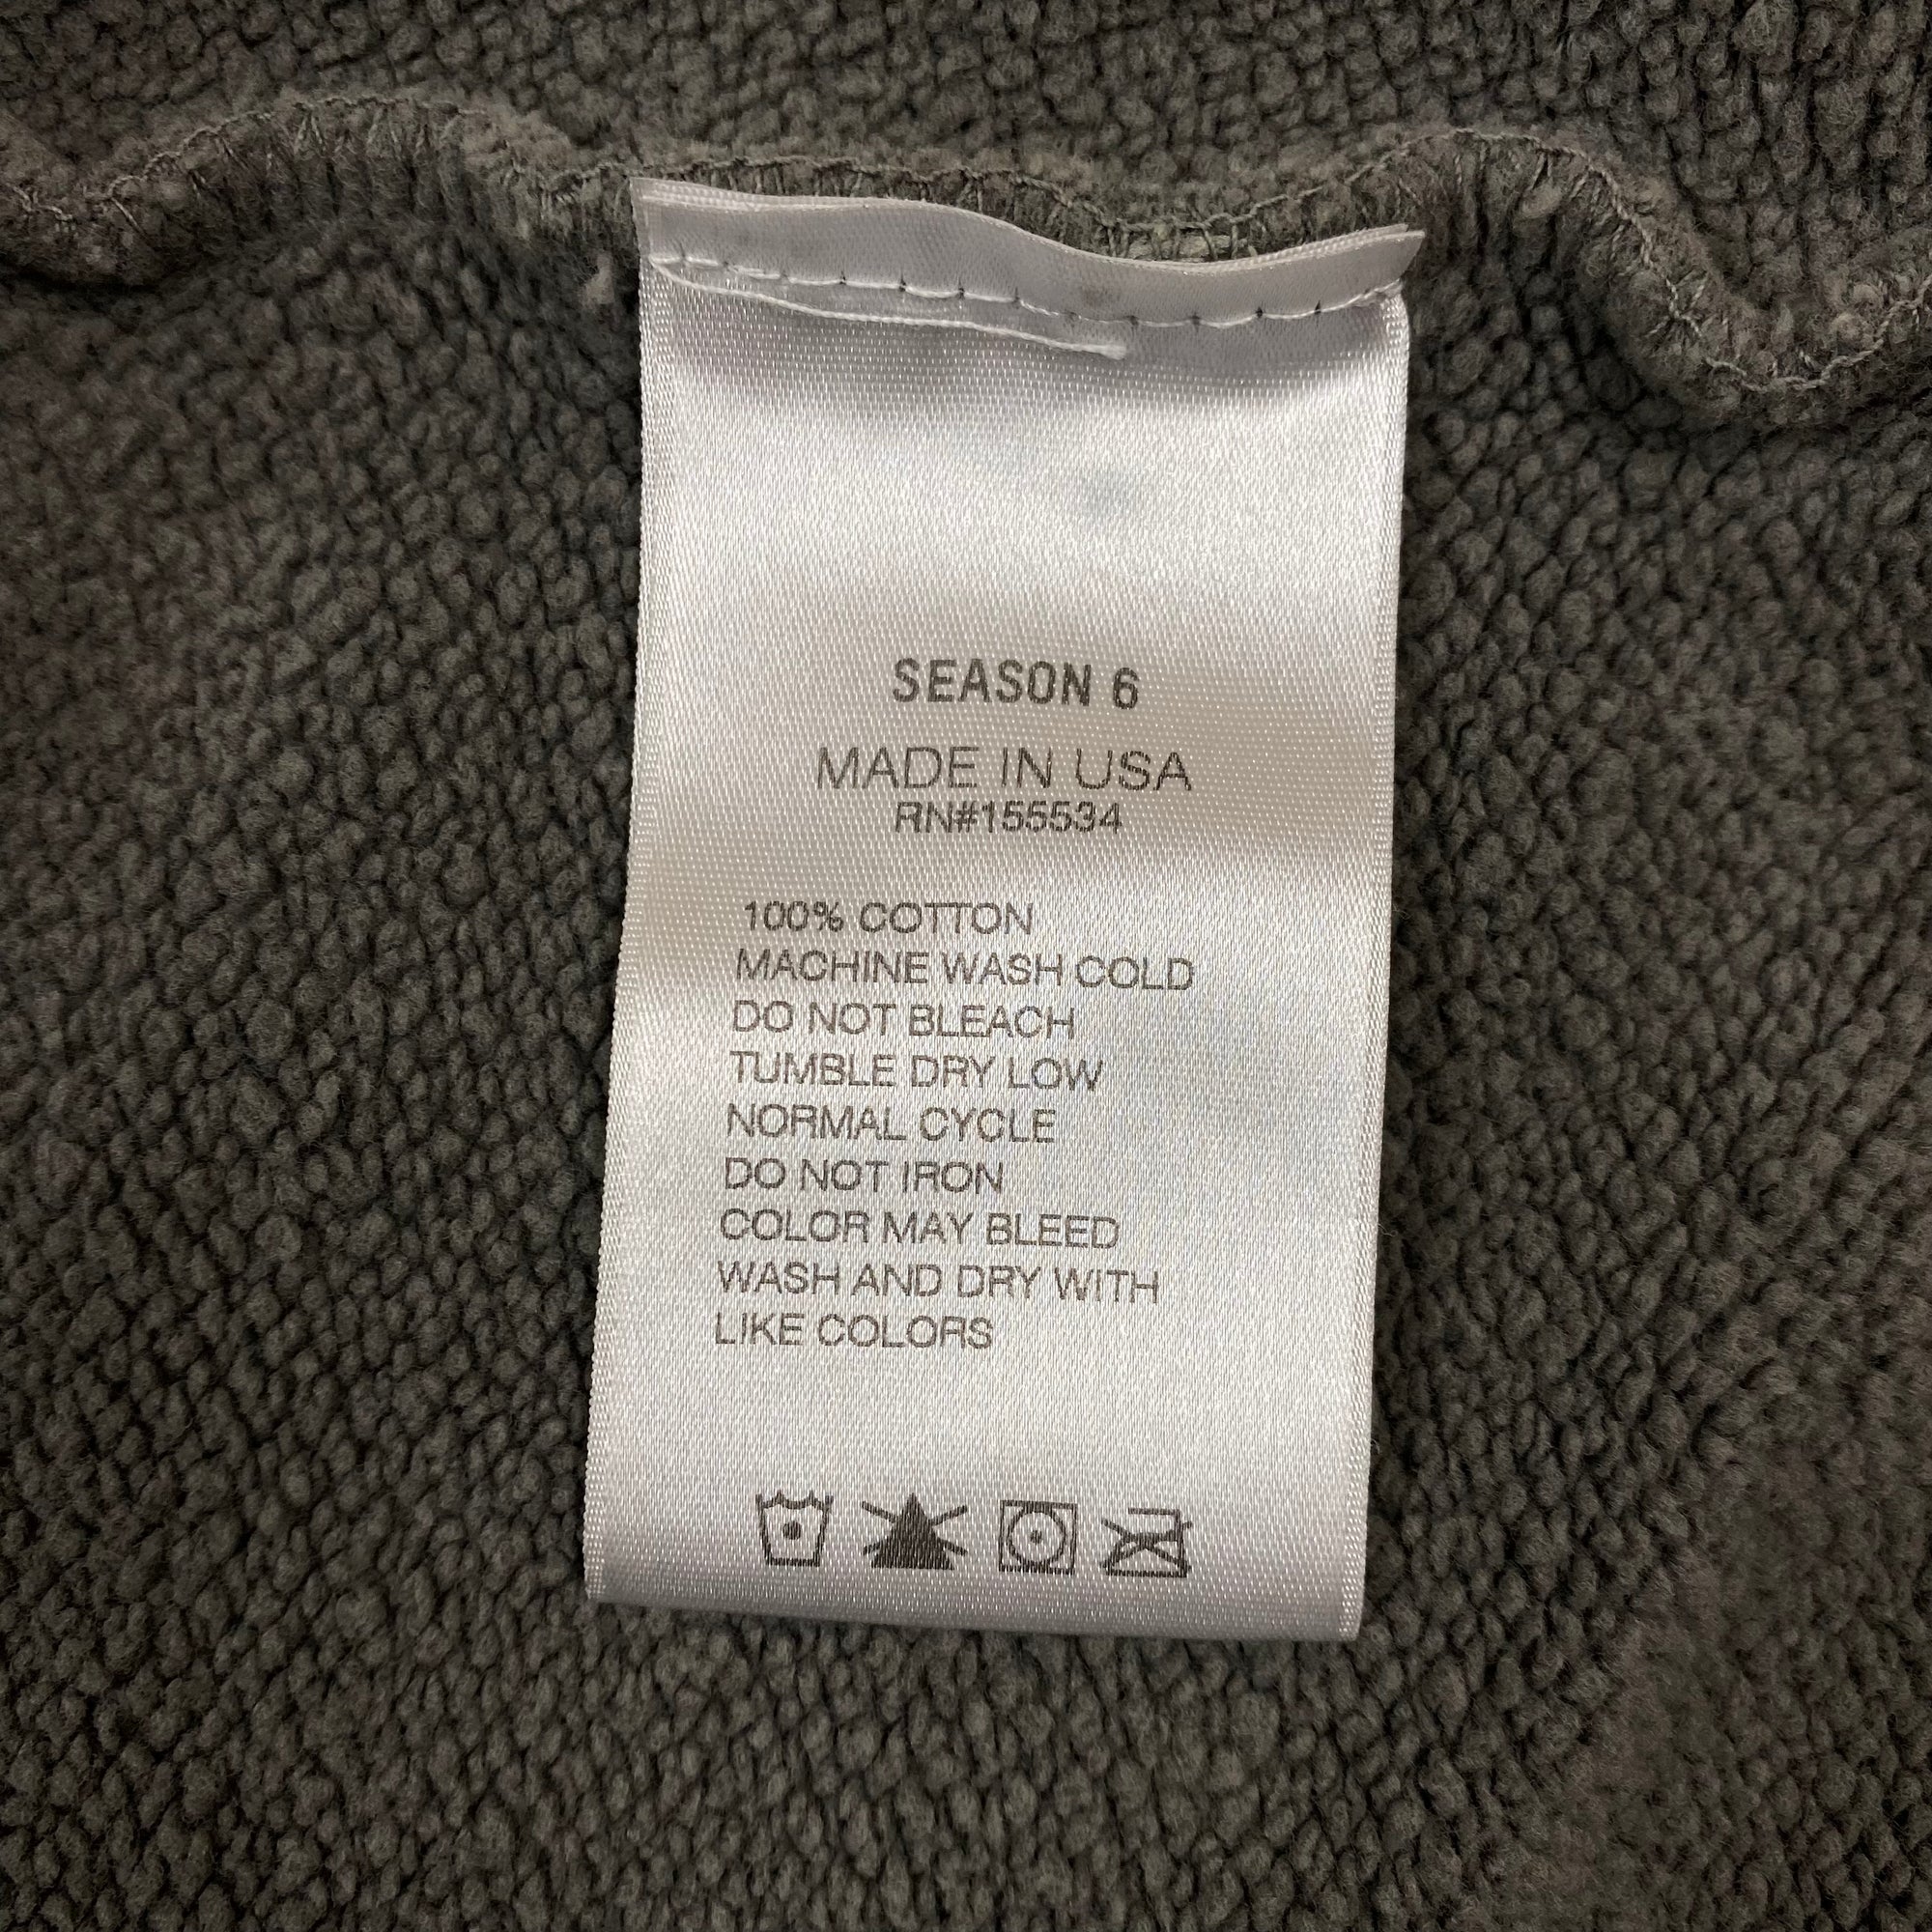 SEASON 6
MADE IN USA
RN#155534
100% COTTON
MACHINE WASH COLD
DO NOT BLEACH
TUMBLE DRY LOW
NORMAL CYCLE
DO NOT IRON
COLOR MAY BLEED
WASH AND DRY WITH
LIKE COLORS